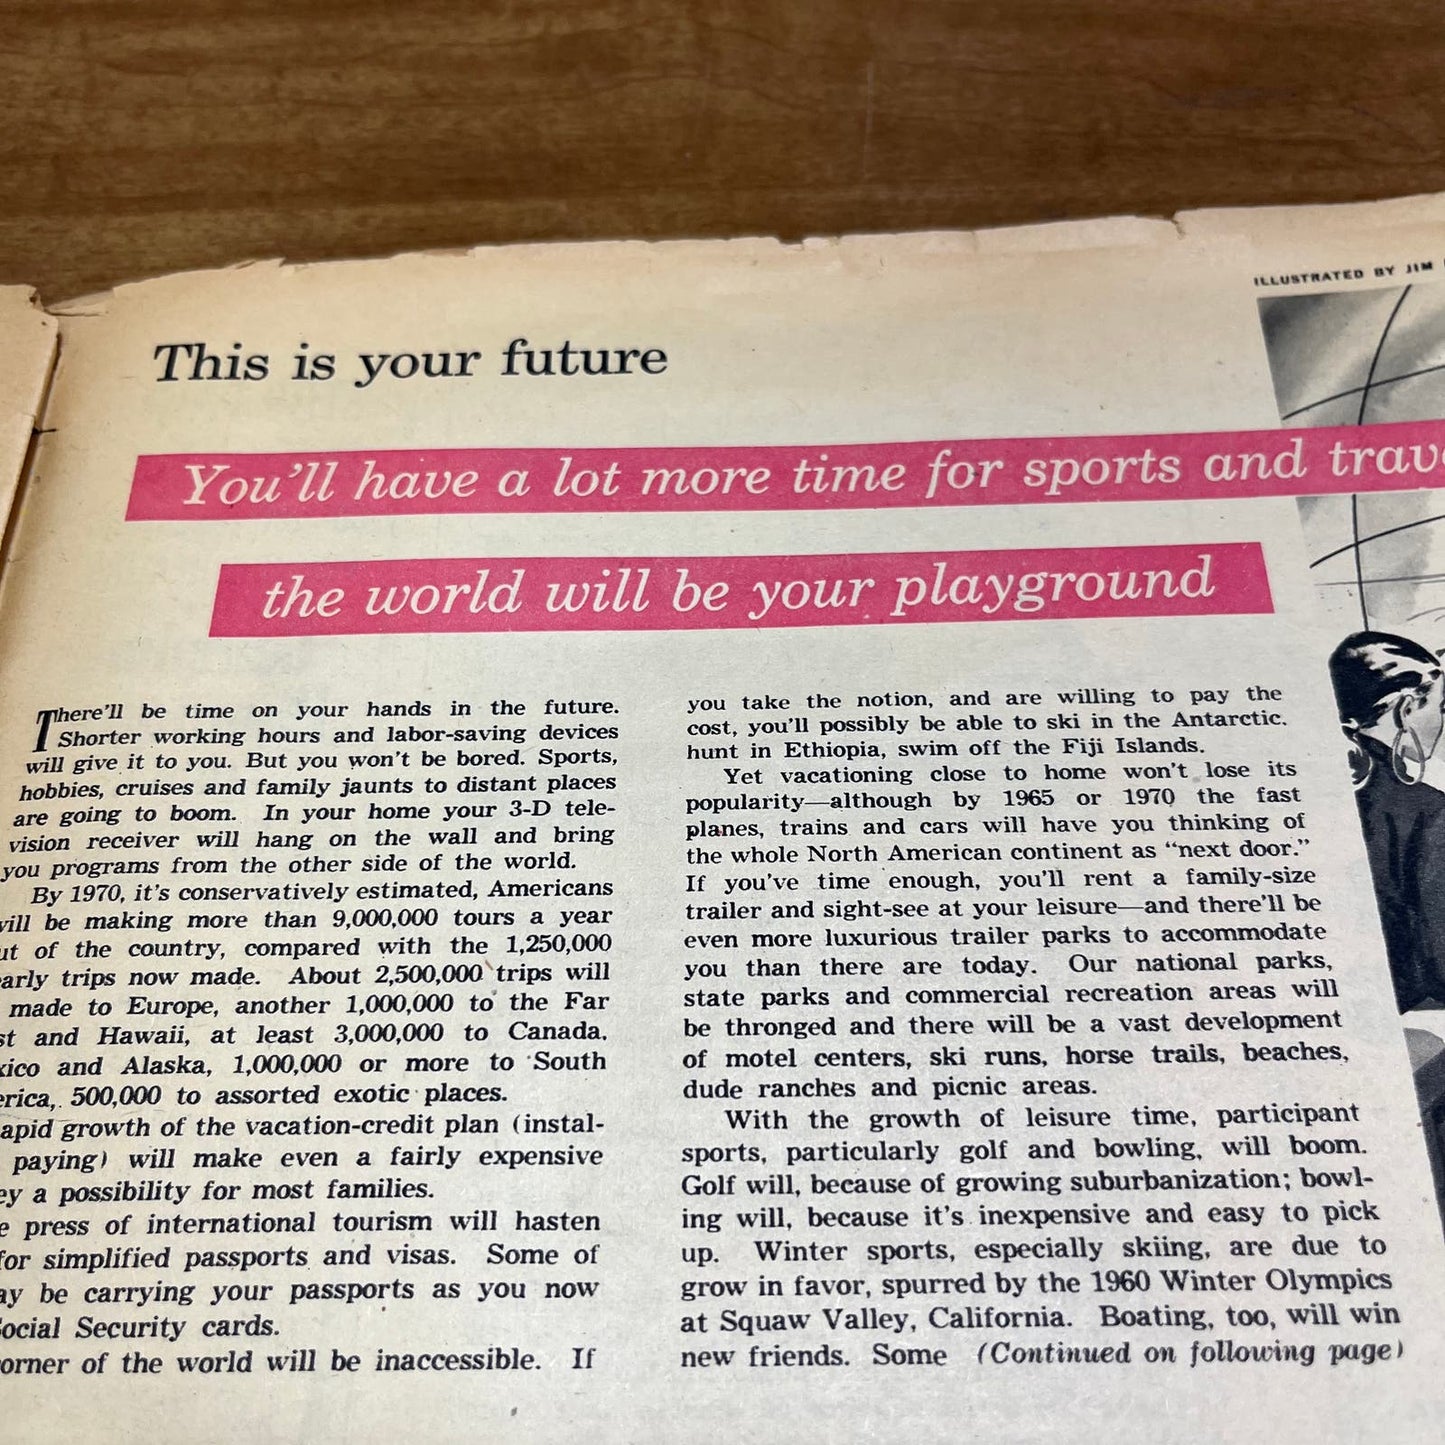 ILLUSTRATED BY JIM
This is your future
You'll have a lot more time for sports and
the world will be your playground
There'll be time on your hands in the future.
Shorter working hours and labor-saving devices
will give it to you. But you won't be bored. Sports,
hobbies, cruises and family jaunts to distant places
are going to boom. In your home your 3-D tele-
vision receiver will hang on the wall and bring
you programs from the other side of the world.
By 1970, it's conservatively estimated, Americans
will be making more than 9,000,000 tours a year
of the country, compared with the 1,250,000
trips now made. About 2,500,000 trips will
made to Europe, another 1,000,000 to the Far
and Hawaii, at least 3,000,000 to Canada,
and Alaska, 1,000,000 or more to South
500,000 to assorted exotic places.
growth of the vacation-credit plan (instal-
paying) will make even a fairly expensive
a possibility for most families.
press of international tourism will hasten
for simplified passports and visas. Some of
be carrying your passports as you now
Social Security cards.
of the world will be inaccessible. If
you take the notion, and are willing to pay the
cost, you'll possibly be able to ski in the Antarctic,
hunt in Ethiopia, swim off the Fiji Islands.
Yet vacationing close to home won't lose its
popularity—although by 1965 or 1970 the fast
planes, trains and cars will have you thinking of
the whole North American continent as "next door."
If you've time enough, you'll rent a family-size
trailer and sight-see at your leisure—and there'll be
even more luxurious trailer parks to accommodate
you than there are today. Our national parks,
state parks and commercial recreation areas will
be thronged and there will be a vast development
of motel centers, ski runs, horse trails, beaches,
dude ranches and picnic areas.
With the growth of leisure time, participant
sports, particularly golf and bowling, will boom.
Golf will, because of growing suburbanization; bowl-
ing will, because it's inexpensive and easy to pick
up. Winter sports, especially skiing, are due to
grow in favor, spurred by the 1960 Winter Olympics
at Squaw Valley, California. Boating, too, will win
new friends. Some (Continued on following page)